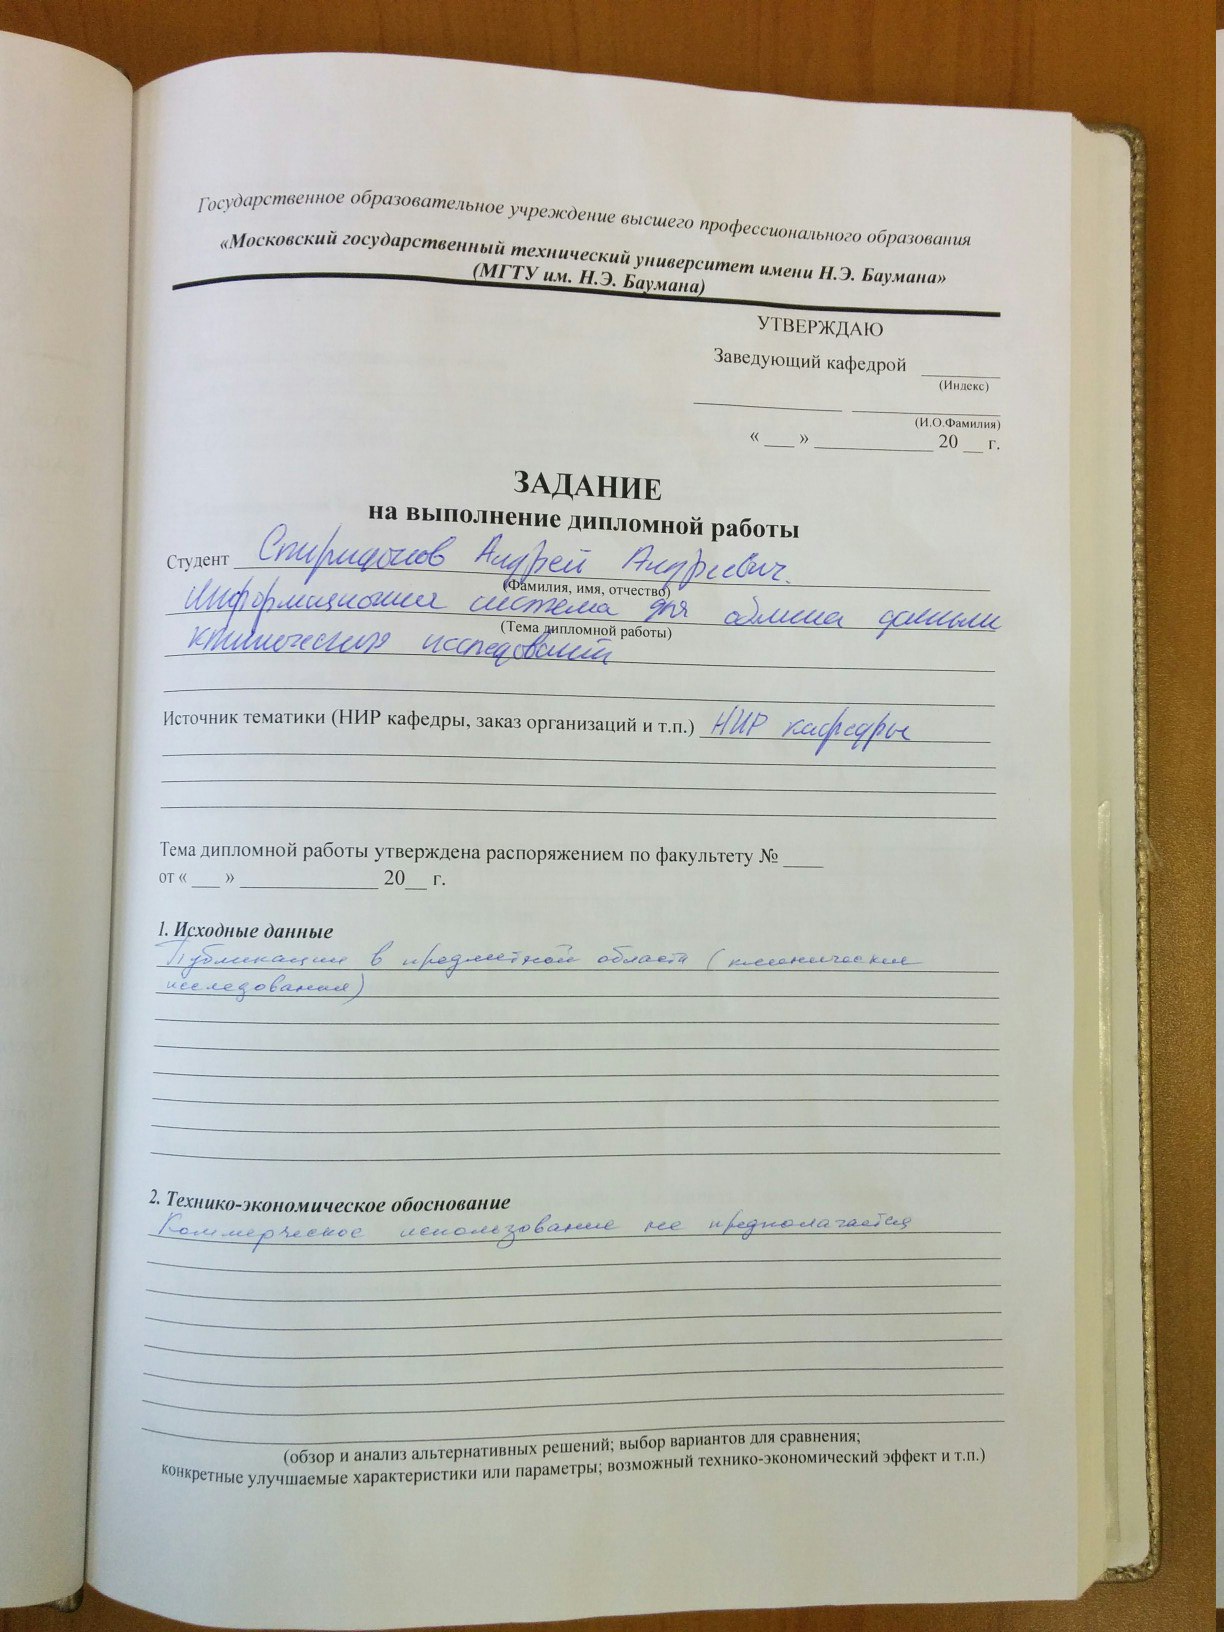 Государственное образовательное учреждение высшего профессионального образования
«Московский государственный технический университет имени Н.Э. Баумана»
(МГТУ им. Н.Э. Баумана)
УТВЕРЖДАЮ
Заведующий кафедрой ________
(Индекс)
(И.О.Фамилия)
« ___ » ____________ 20 __ г.
ЗАДАНИЕ
на выполнение дипломной работы
Студент Спиридонов Андрей Андреевич.
(Фамилия, имя, отчество)
Информационная система для обмена данными
(Тема дипломной работы)
клинических исследований
Источник тематики (НИР кафедры, заказ организаций и т.п.) НИР кафедры
Тема дипломной работы утверждена распоряжением по факультету № ____
от « ___ » ______________ 20__ г.
1. Исходные данные
Публикации в предметной области (клинические
исследования)
2. Технико-экономическое обоснование
Коммерческое использование не предполагается
(обзор и анализ альтернативных решений; выбор вариантов для сравнения;
конкретные улучшаемые характеристики или параметры; возможный технико-экономический эффект и т.п.)